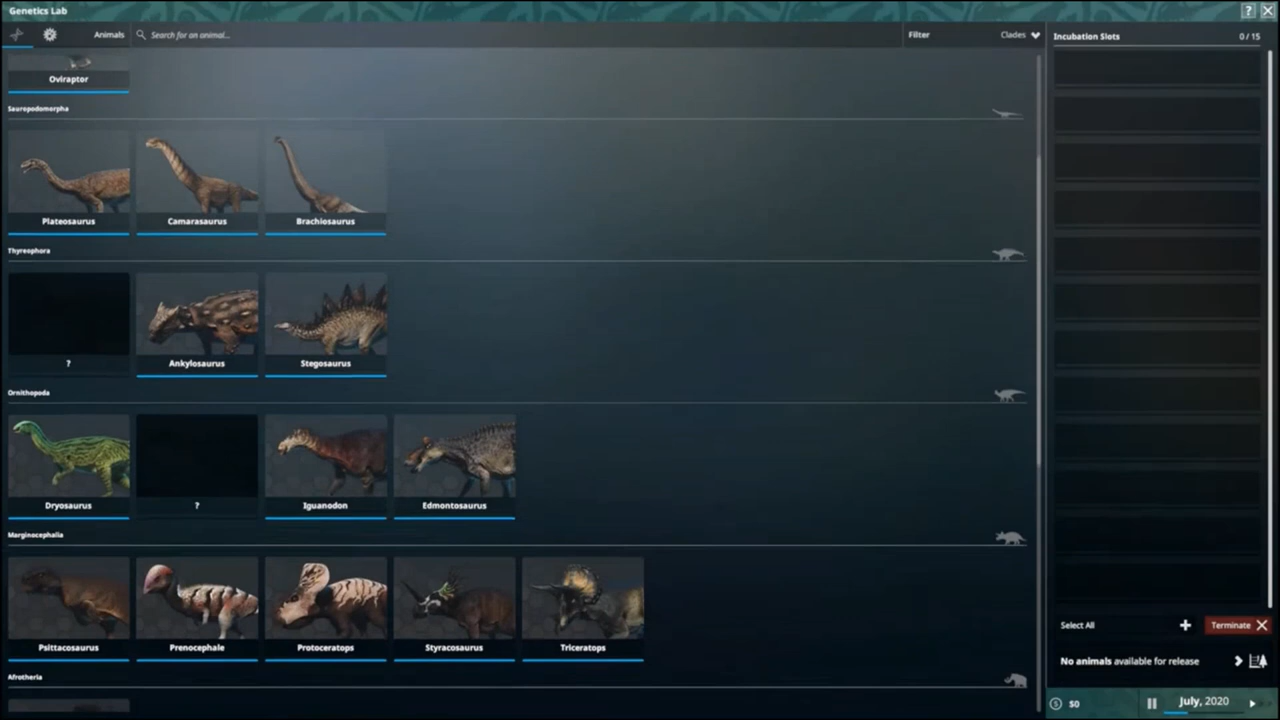 Genetics Lab
?
Animals
Search for an animal...
Filter
Clades
Incubation Slots
0 / 15
Oviraptor
Sauropodomorpha
Plateosaurus
Camarasaurus
Brachiosaurus
Thyreophora
?
Ankylosaurus
Stegosaurus
Ornithopoda
Dryosaurus
?
Iguanodon
Edmontosaurus
Marginocephalia
Psittacosaurus
Prenocephale
Protoceratops
Styracosaurus
Triceratops
Afrotheria
Select All
Terminate
No animals available for release
$0
July, 2020